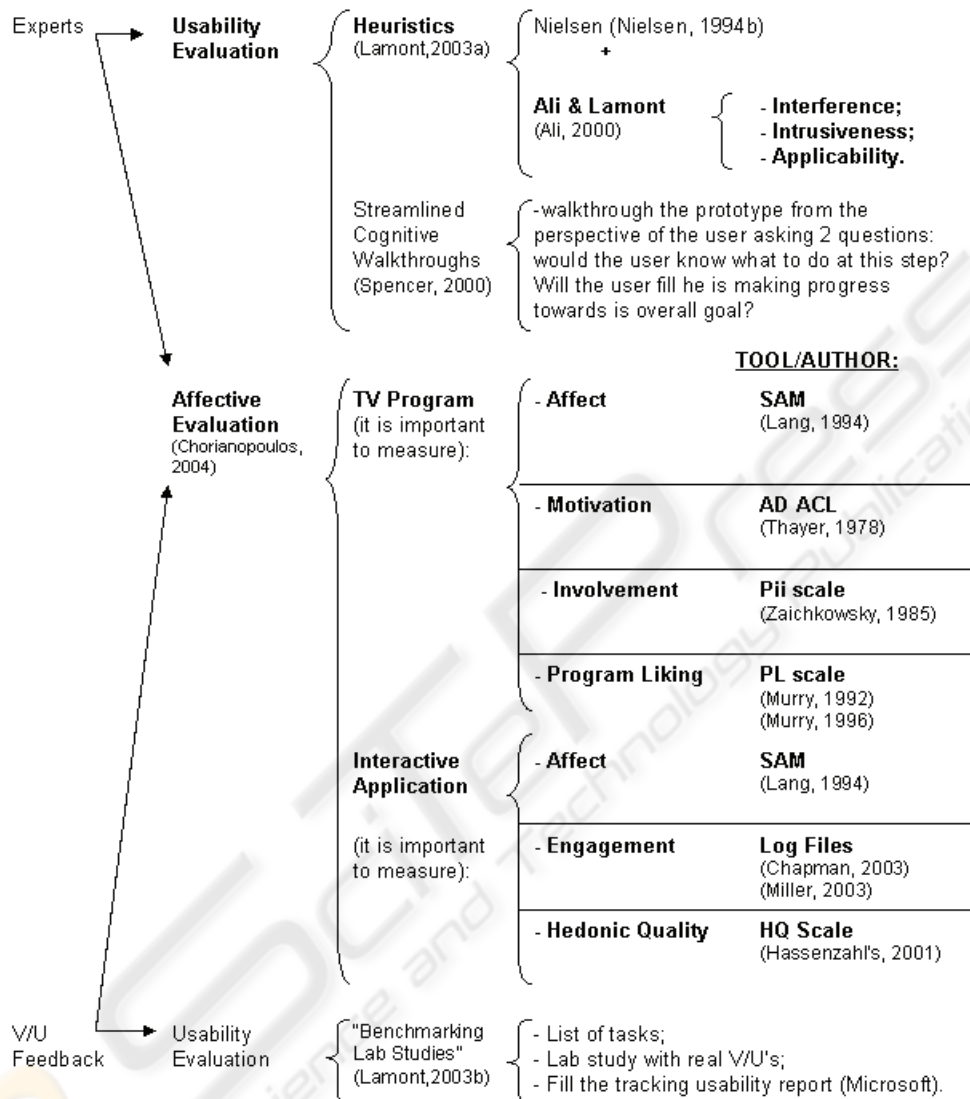 Experts
Usability
Evaluation
Heuristics
(Lamont,2003a)
Nielsen (Nielsen, 1994b)
+
Ali & Lamont
(Ali, 2000)
- Interference;
- Intrusiveness;
- Applicability.
Streamlined
Cognitive
Walkthroughs
(Spencer, 2000)
-walkthrough the prototype from the
perspective of the user asking 2 questions:
would the user know what to do at this step?
Will the user fill he is making progress
towards is overall goal?
TOOL/AUTHOR:
Affective
Evaluation
(Chorianopoulos,
2004)
TV Program
(it is important
to measure):
- Affect
SAM
(Lang, 1994)
- Motivation
AD ACL
(Thayer, 1978)
- Involvement
Pii scale
(Zaichkowsky, 1985)
- Program Liking
PL scale
(Murry, 1992)
(Murry, 1996)
Interactive
Application
(it is important
to measure):
- Affect
SAM
(Lang, 1994)
- Engagement
Log Files
(Chapman, 2003)
(Miller, 2003)
- Hedonic Quality
HQ Scale
(Hassenzahl's, 2001)
V/U
Feedback
Usability
Evaluation
"Benchmarking
Lab Studies"
(Lamont,2003b)
- List of tasks;
- Lab study with real V/U's;
- Fill the tracking usability report (Microsoft).
SciTePress
Science and Technology Publications